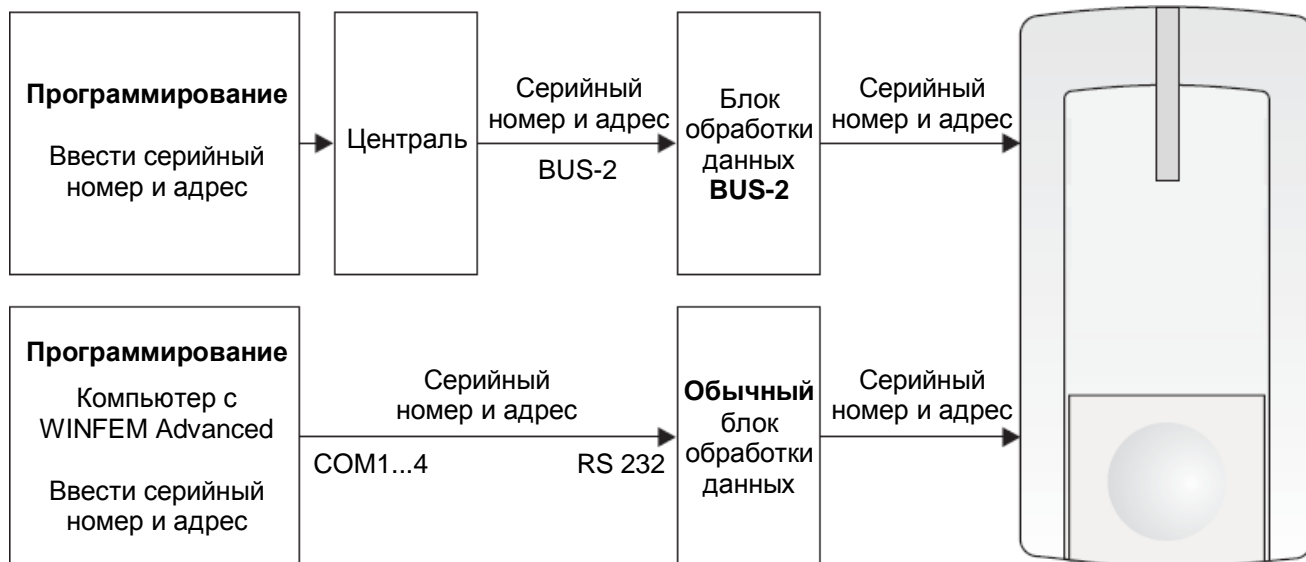 Программирование
Ввести серийный
номер и адрес
Централь
Серийный
номер и адрес
BUS-2
Блок
обработки
данных
BUS-2
Серийный
номер и адрес
Программирование
Компьютер с
WINFEM Advanced
Ввести серийный
номер и адрес
Серийный
номер и адрес
COM1...4
RS 232
Обычный
блок
обработки
данных
Серийный
номер и адрес